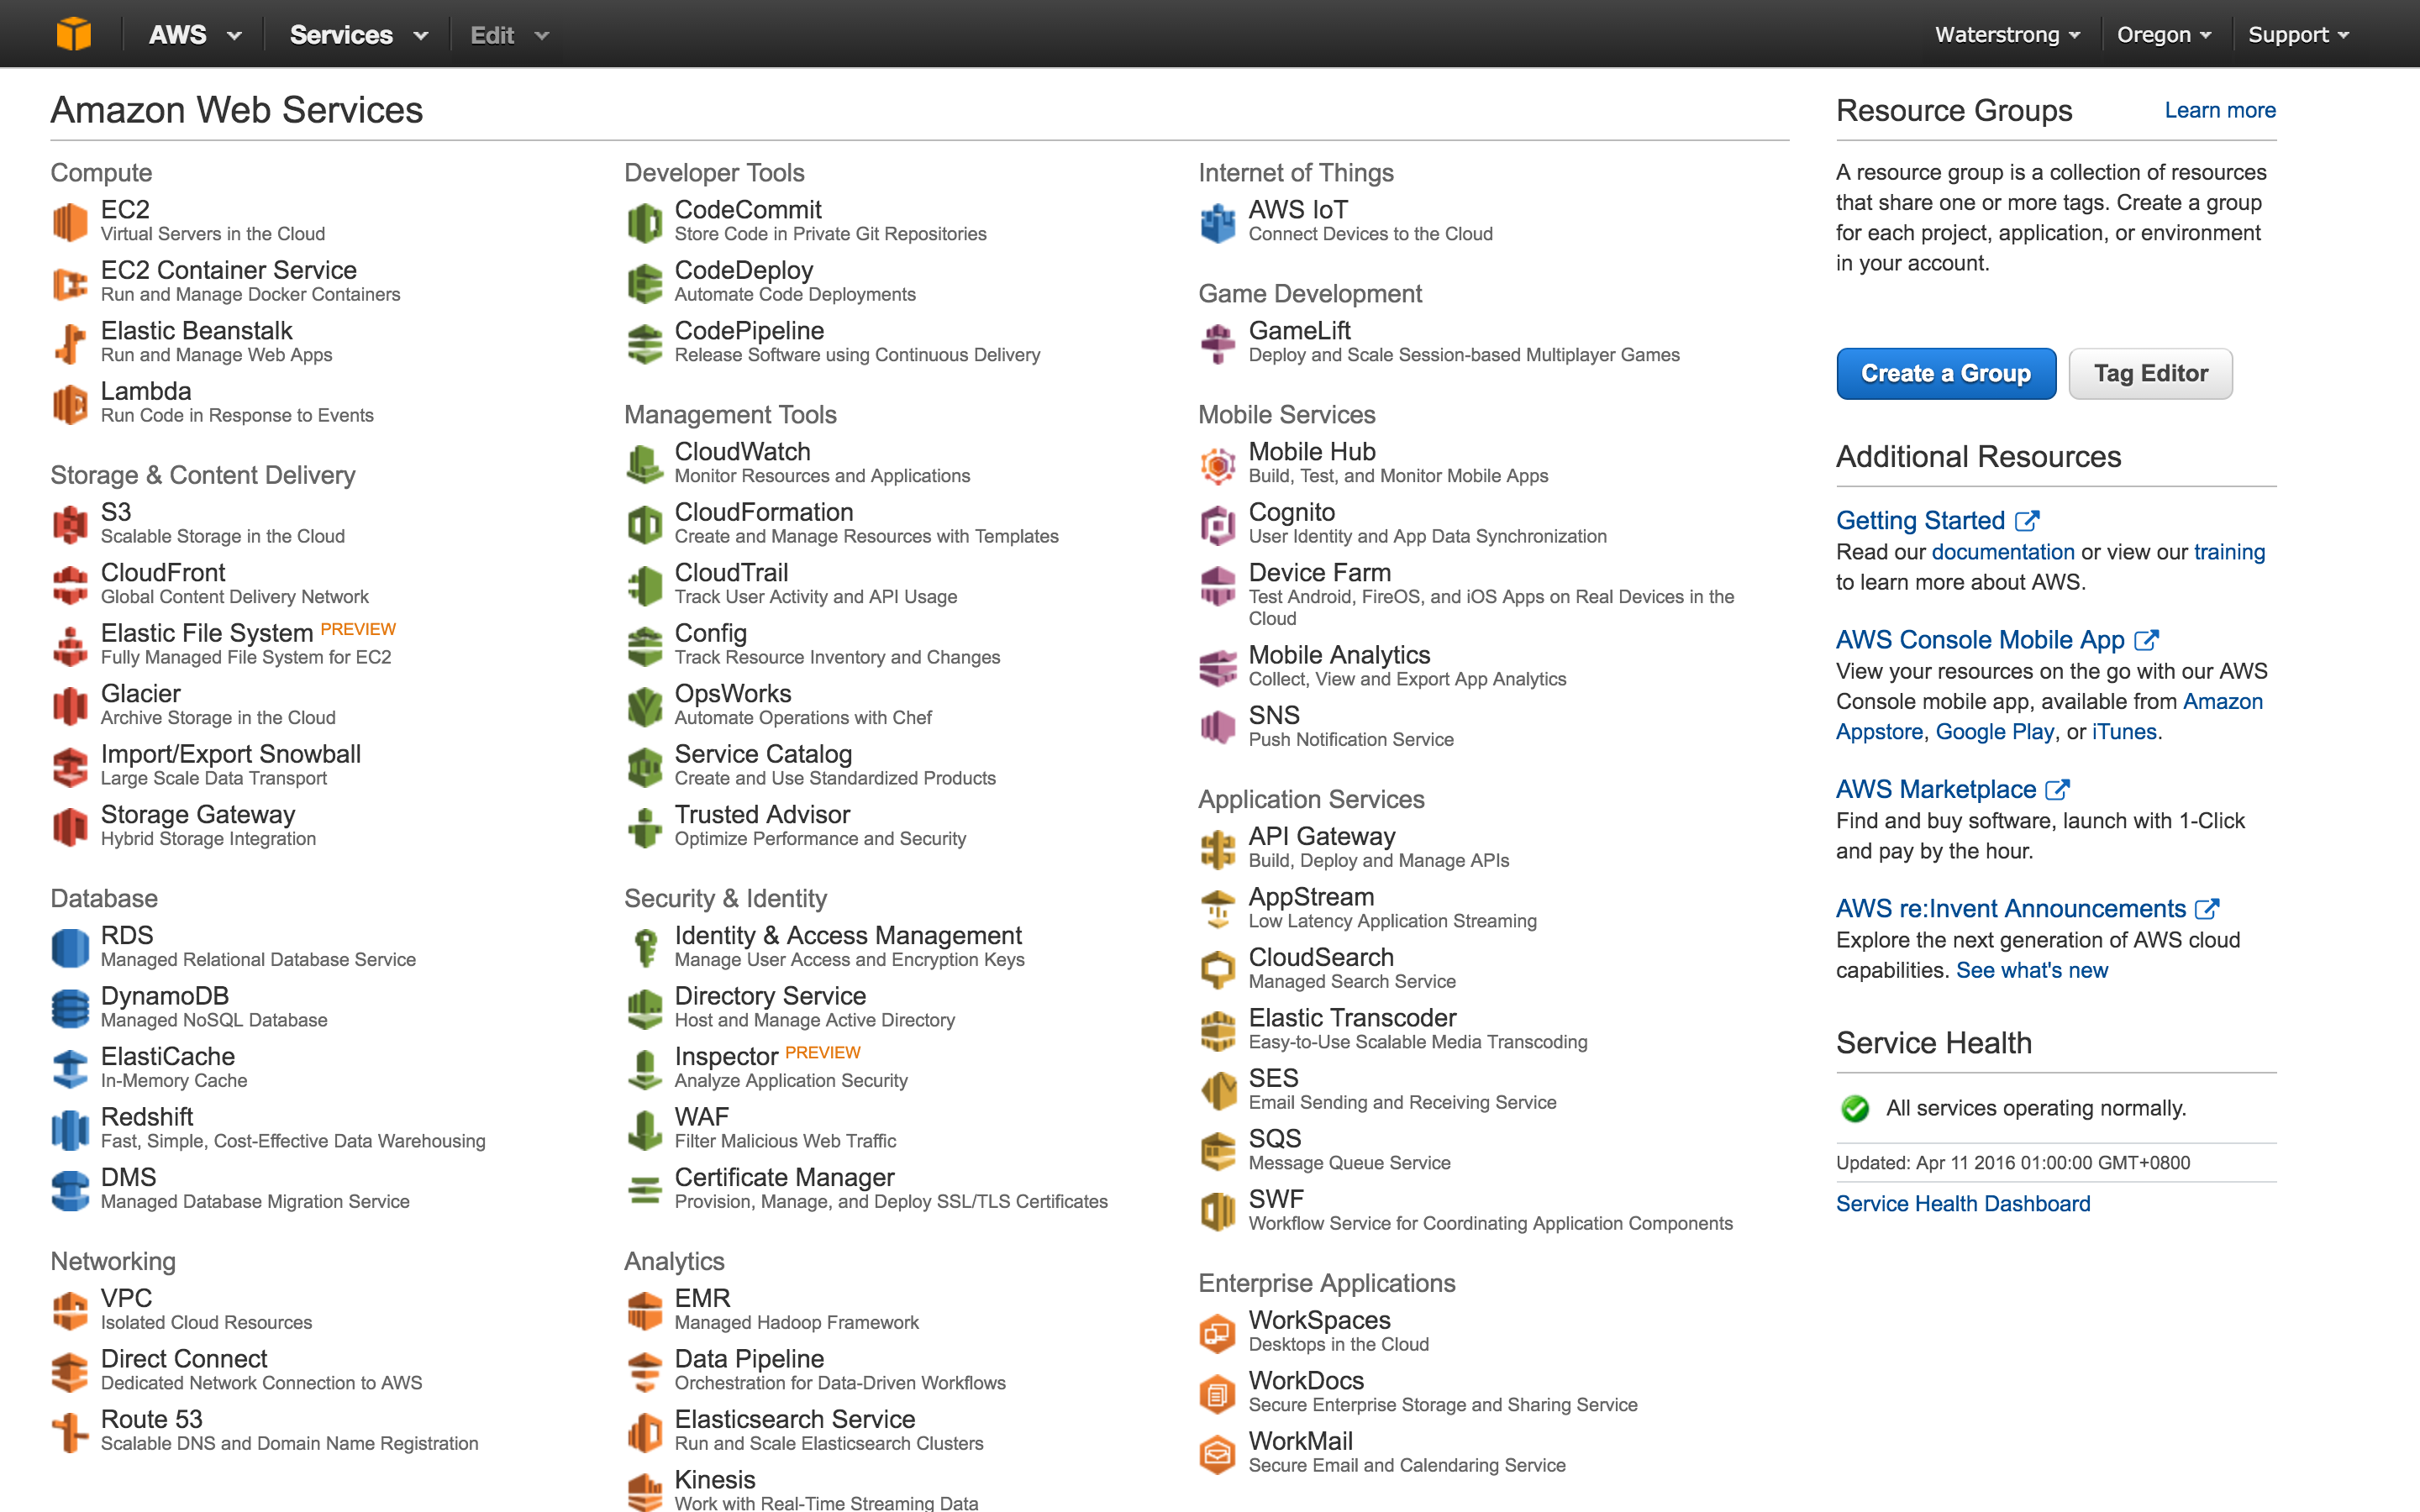 AWS Services Edit Waterstrong Oregon Support
Amazon Web Services
Compute
EC2
Virtual Servers in the Cloud
EC2 Container Service
Run and Manage Docker Containers
Elastic Beanstalk
Run and Manage Web Apps
Lambda
Run Code in Response to Events
Storage & Content Delivery
S3
Scalable Storage in the Cloud
CloudFront
Global Content Delivery Network
Elastic File System PREVIEW
Fully Managed File System for EC2
Glacier
Archive Storage in the Cloud
Import/Export Snowball
Large Scale Data Transport
Storage Gateway
Hybrid Storage Integration
Database
RDS
Managed Relational Database Service
DynamoDB
Managed NoSQL Database
ElastiCache
In-Memory Cache
Redshift
Fast, Simple, Cost-Effective Data Warehousing
DMS
Managed Database Migration Service
Networking
VPC
Isolated Cloud Resources
Direct Connect
Dedicated Network Connection to AWS
Route 53
Scalable DNS and Domain Name Registration
Developer Tools
CodeCommit
Store Code in Private Git Repositories
CodeDeploy
Automate Code Deployments
CodePipeline
Release Software using Continuous Delivery
Management Tools
CloudWatch
Monitor Resources and Applications
CloudFormation
Create and Manage Resources with Templates
CloudTrail
Track User Activity and API Usage
Config
Track Resource Inventory and Changes
OpsWorks
Automate Operations with Chef
Service Catalog
Create and Use Standardized Products
Trusted Advisor
Optimize Performance and Security
Security & Identity
Identity & Access Management
Manage User Access and Encryption Keys
Directory Service
Host and Manage Active Directory
Inspector PREVIEW
Analyze Application Security
WAF
Filter Malicious Web Traffic
Certificate Manager
Provision, Manage, and Deploy SSL/TLS Certificates
Analytics
EMR
Managed Hadoop Framework
Data Pipeline
Orchestration for Data-Driven Workflows
Elasticsearch Service
Run and Scale Elasticsearch Clusters
Kinesis
Work with Real-Time Streaming Data
Internet of Things
AWS IoT
Connect Devices to the Cloud
Game Development
GameLift
Deploy and Scale Session-based Multiplayer Games
Mobile Services
Mobile Hub
Build, Test, and Monitor Mobile Apps
Cognito
User Identity and App Data Synchronization
Device Farm
Test Android, FireOS, and iOS Apps on Real Devices in the
Cloud
Mobile Analytics
Collect, View and Export App Analytics
SNS
Push Notification Service
Application Services
API Gateway
Build, Deploy and Manage APIs
AppStream
Low Latency Application Streaming
CloudSearch
Managed Search Service
Elastic Transcoder
Easy-to-Use Scalable Media Transcoding
SES
Email Sending and Receiving Service
SQS
Message Queue Service
SWF
Workflow Service for Coordinating Application Components
Enterprise Applications
WorkSpaces
Desktops in the Cloud
WorkDocs
Secure Enterprise Storage and Sharing Service
WorkMail
Secure Email and Calendaring Service
Resource Groups Learn more
A resource group is a collection of resources
that share one or more tags. Create a group
for each project, application, or environment
in your account.
Create a Group Tag Editor
Additional Resources
Getting Started
Read our documentation or view our training
to learn more about AWS.
AWS Console Mobile App
View your resources on the go with our AWS
Console mobile app, available from Amazon
Appstore, Google Play, or iTunes.
AWS Marketplace
Find and buy software, launch with 1-Click
and pay by the hour.
AWS re:Invent Announcements
Explore the next generation of AWS cloud
capabilities. See what's new
Service Health
All services operating normally.
Updated: Apr 11 2016 01:00:00 GMT+0800
Service Health Dashboard